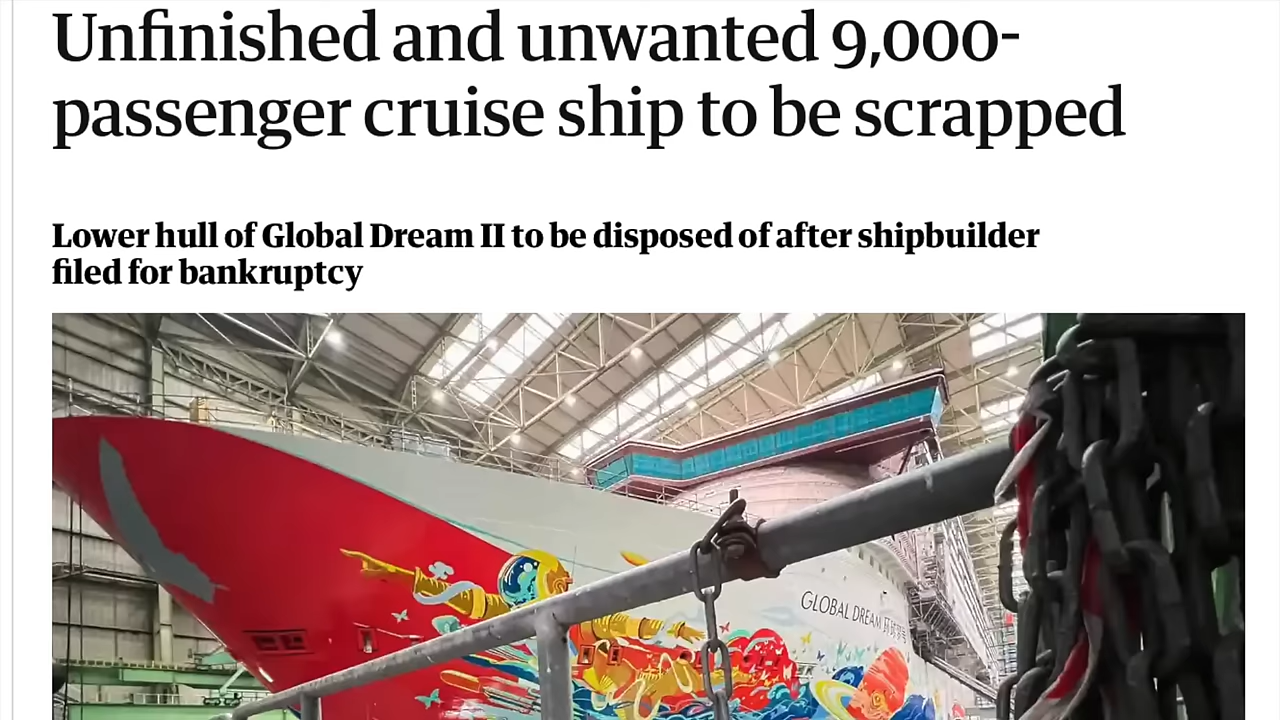 Unfinished and unwanted 9,000-
passenger cruise ship to be scrapped
Lower hull of Global Dream II to be disposed of after shipbuilder
filed for bankruptcy
GLOBAL DREAM